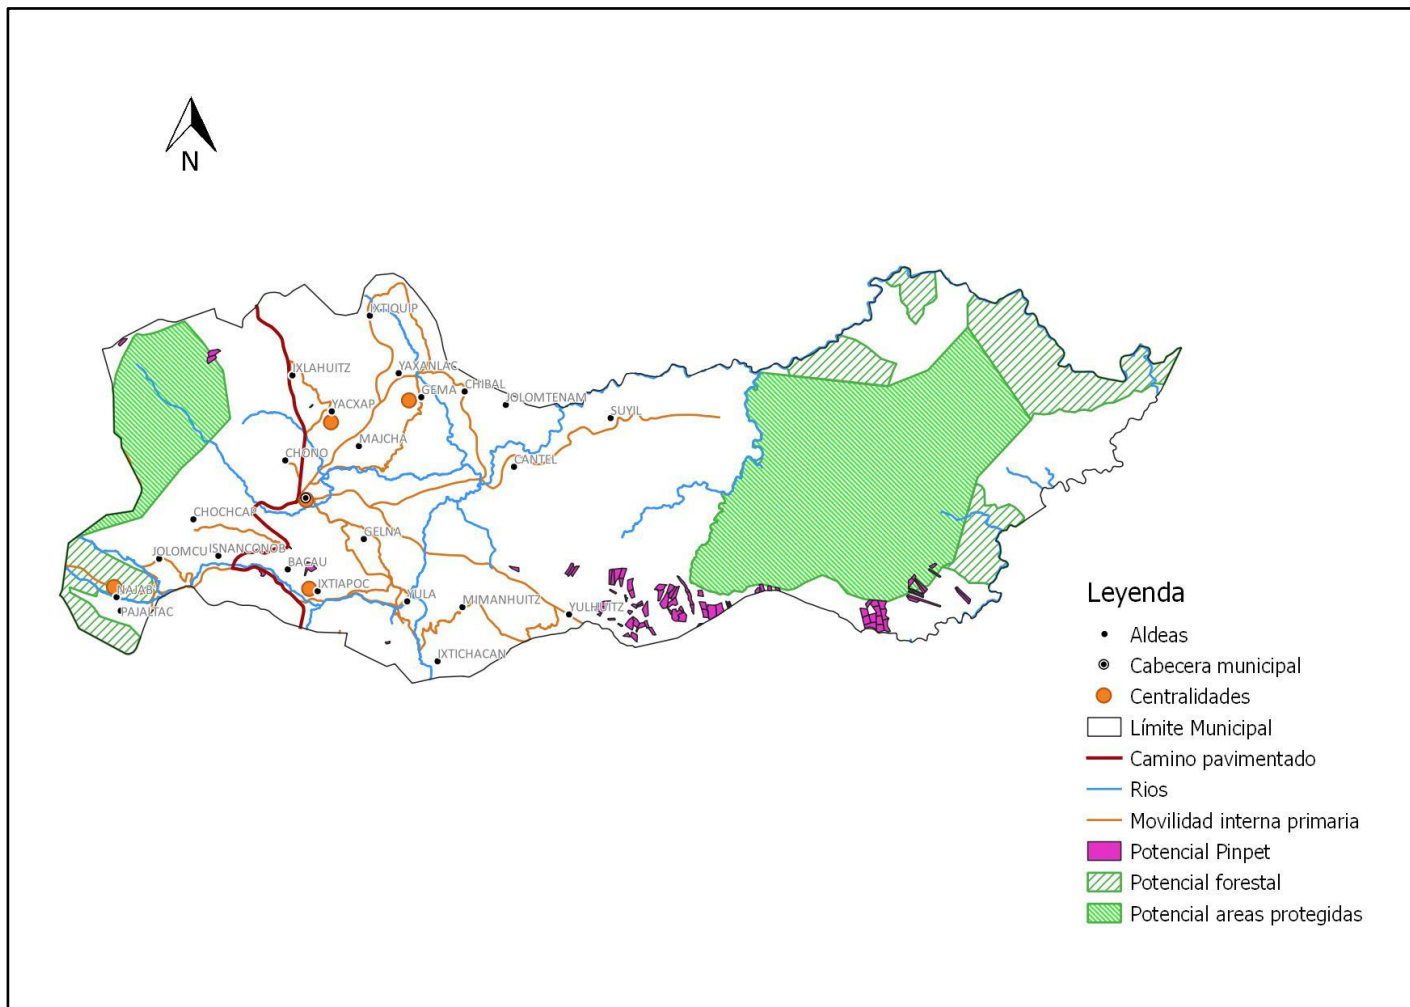 N
IXTIQUIP
IXLAHUITZ
YAXANLAC
GEMA
CHIBAL
JOLOMTENAM
YACXAP
SUYIL
MAJCHA
CHONO
CANTEL
CHOCHCAP
GELNA
JOLOMCU
ISNANCONOB
BACAU
NAJAB
IXTIAPOC
PAJALTAC
YULA
MIMANHUITZ
YULHUITZ
IXTICHACAN
Leyenda
Aldeas
Cabecera municipal
Centralidades
Límite Municipal
Camino pavimentado
Rios
Movilidad interna primaria
Potencial Pinpet
Potencial forestal
Potencial areas protegidas